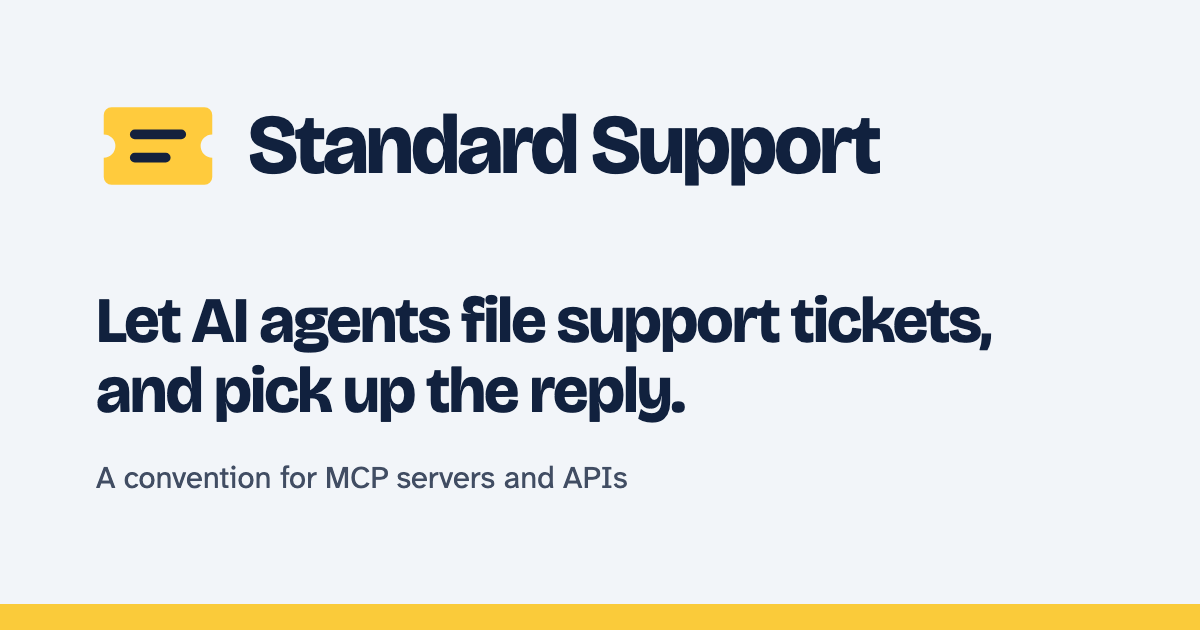 Standard Support
Let AI agents file support tickets,
and pick up the reply.
A convention for MCP servers and APIs